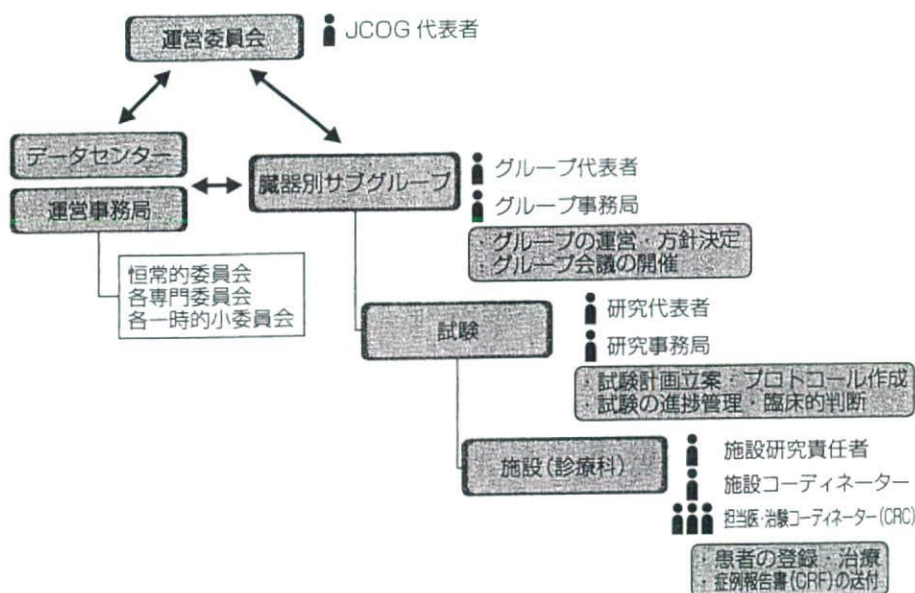 運営委員会
JCOG 代表者
データセンター
運営事務局
臓器別サブグループ
グループ代表者
グループ事務局
・グループの運営・方針決定
・グループ会議の開催
恒常的委員会
各専門委員会
各一時的小委員会
試験
研究代表者
研究事務局
・試験計画立案・プロトコール作成
・試験の進捗管理・臨床的判断
施設(診療科)
施設研究責任者
施設コーディネーター
担当医・治験コーディネーター(CRC)
・患者の登録・治療
・症例報告書(CRF)の送付